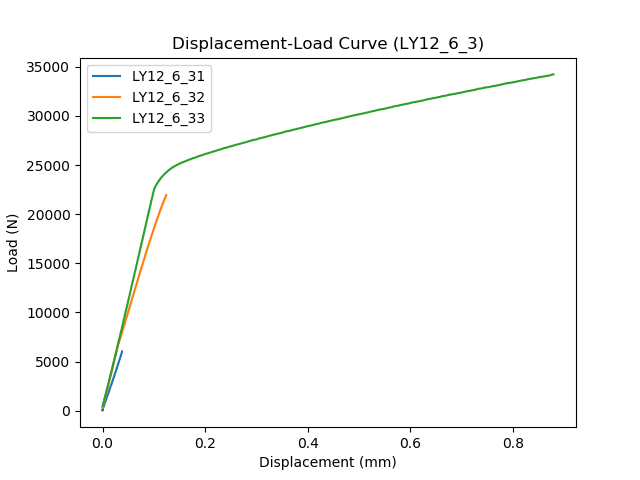 Displacement-Load Curve (LY12_6_3)
LY12_6_31
LY12_6_32
LY12_6_33
35000
30000
25000
20000
15000
10000
5000
0
Load (N)
0.0 0.2 0.4 0.6 0.8
Displacement (mm)